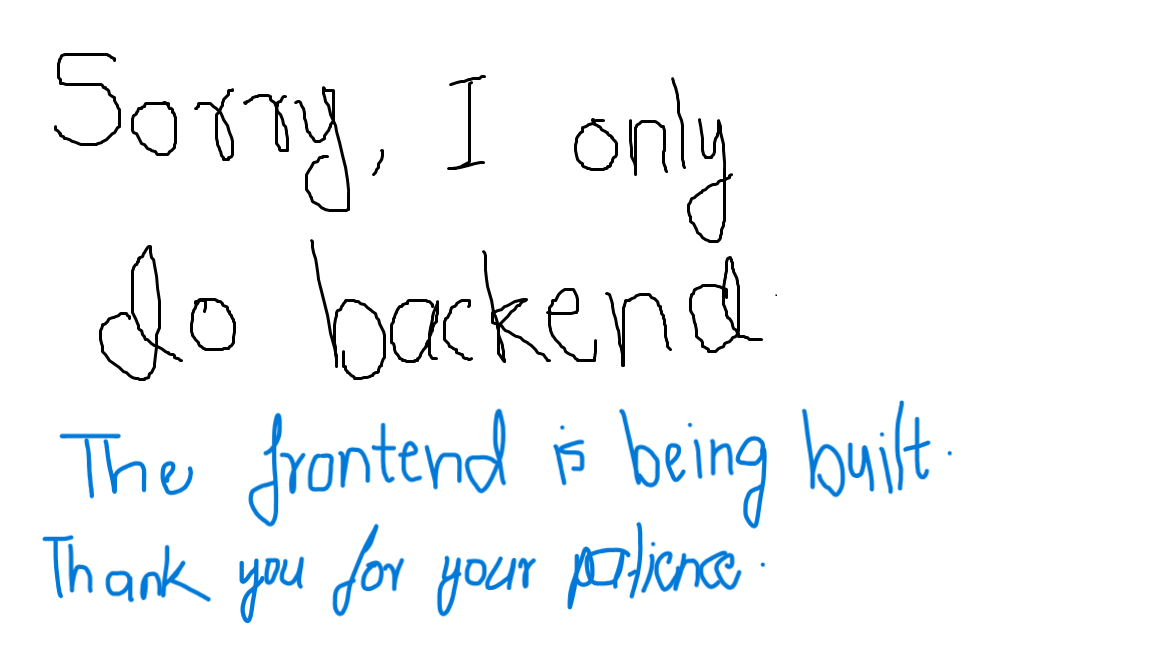 Sorry, I only
do backend.
The frontend is being built.
Thank you for your patience.